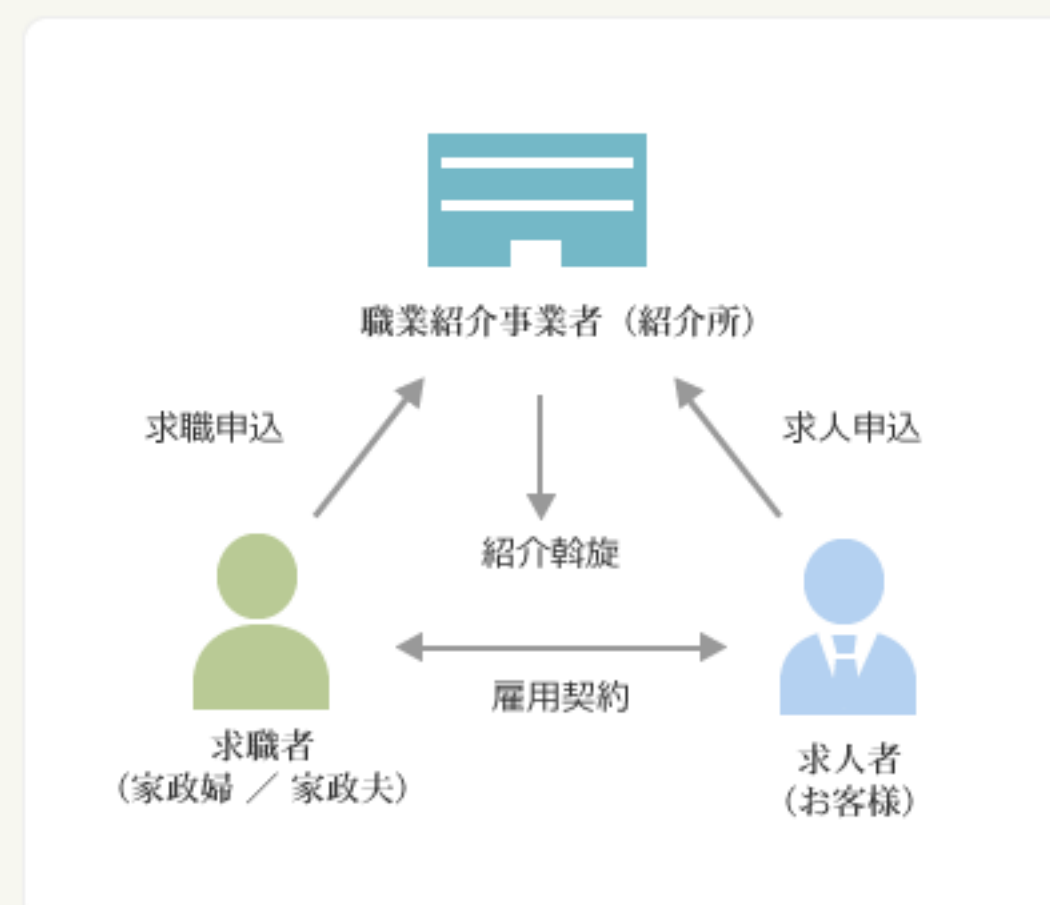 職業紹介事業者（紹介所）
求職申込
求人申込
紹介斡旋
雇用契約
求職者
（家政婦 ／ 家政夫）
求人者
（お客様）